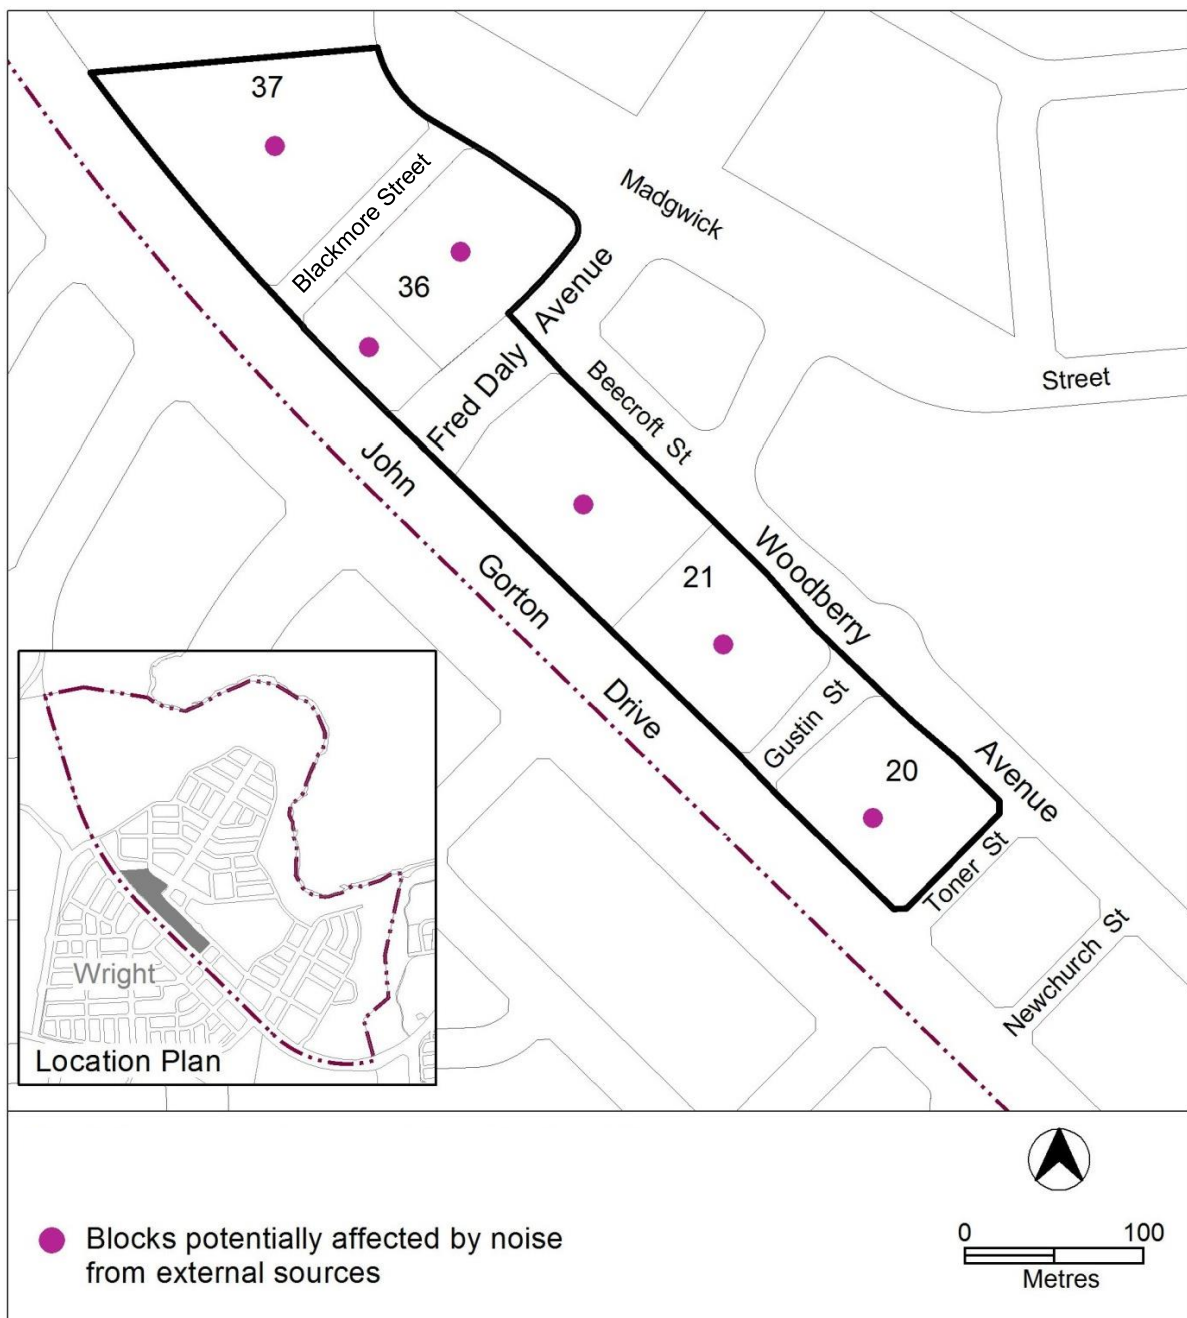 37
Blackmore Street
Madgwick
36
Fred Daly Avenue
Beecroft St
Street
John Gorton Drive
21
Woodberry Avenue
Gustin St
20
Toner St
Newchurch St
Wright
Location Plan
Blocks potentially affected by noise
from external sources
0 100
Metres